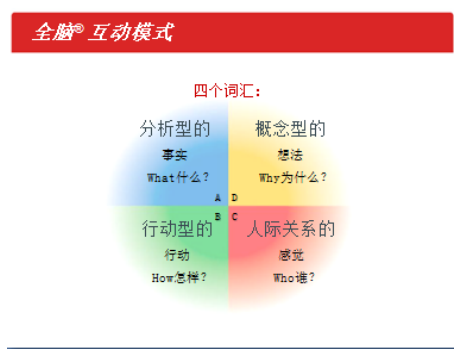 全脑® 互动模式
四个词汇：
分析型的
事实
What什么?
A
概念型的
想法
Why为什么?
D
行动型的
行动
How怎样?
B
人际关系的
感觉
Who谁?
C